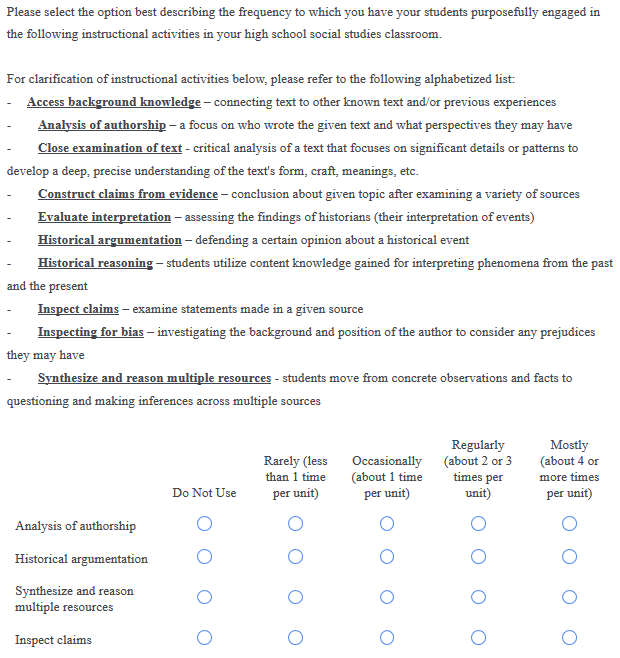 Please select the option best describing the frequency to which you have your students purposefully engaged in
the following instructional activities in your high school social studies classroom.
For clarification of instructional activities below, please refer to the following alphabetized list:
- Access background knowledge – connecting text to other known text and/or previous experiences
- Analysis of authorship – a focus on who wrote the given text and what perspectives they may have
- Close examination of text - critical analysis of a text that focuses on significant details or patterns to
develop a deep, precise understanding of the text's form, craft, meanings, etc.
- Construct claims from evidence – conclusion about given topic after examining a variety of sources
- Evaluate interpretation – assessing the findings of historians (their interpretation of events)
- Historical argumentation – defending a certain opinion about a historical event
- Historical reasoning – students utilize content knowledge gained for interpreting phenomena from the past
and the present
- Inspect claims – examine statements made in a given source
- Inspecting for bias – investigating the background and position of the author to consider any prejudices
they may have
- Synthesize and reason multiple resources - students move from concrete observations and facts to
questioning and making inferences across multiple sources
Do Not Use
Rarely (less
than 1 time
per unit)
Occasionally
(about 1 time
per unit)
Regularly
(about 2 or 3
times per
unit)
Mostly
(about 4 or
more times
per unit)
Analysis of authorship
Historical argumentation
Synthesize and reason
multiple resources
Inspect claims